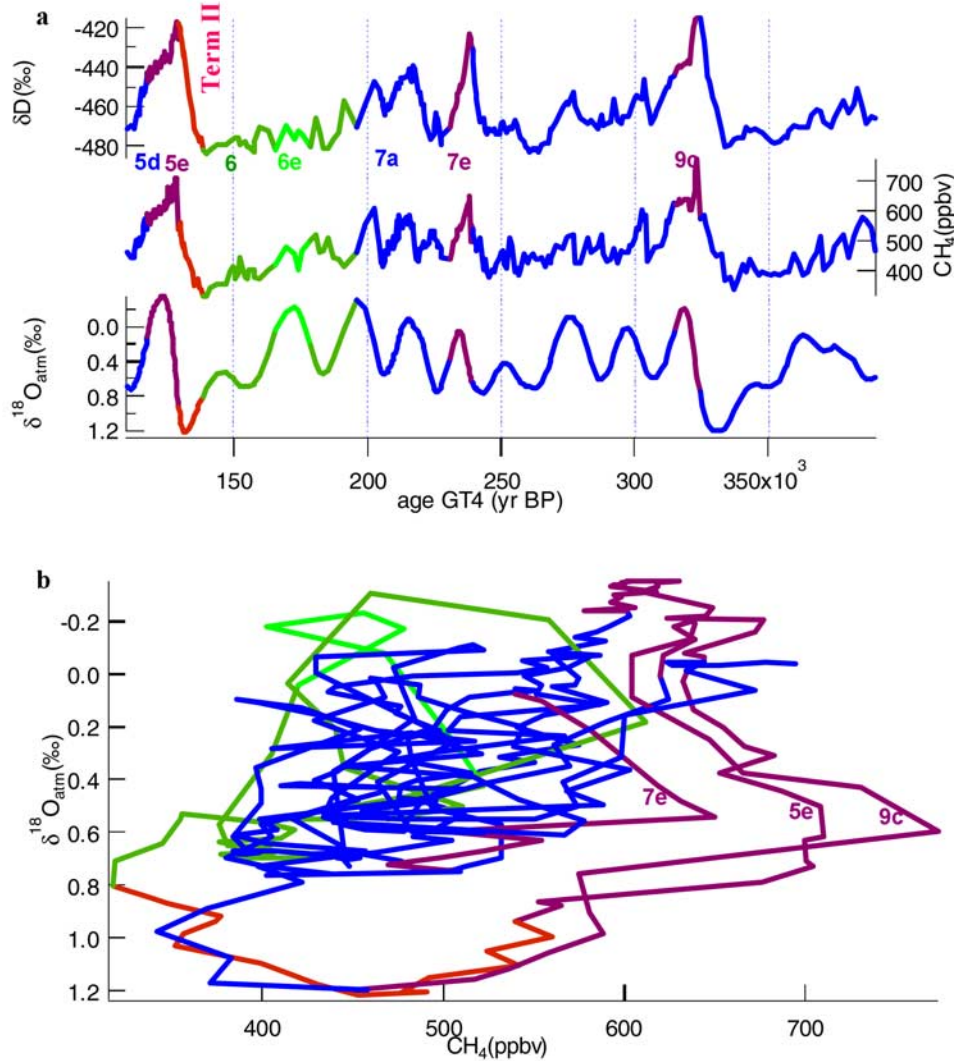 a
Term II
-420
-440
-460
-480
δD(‰)
5d 5e 6 6e 7a 7e 9c
700
600
500
400
CH4(ppbv)
0.0
0.4
0.8
1.2
δ18Oatm(‰)
150 200 250 300 350x10³
age GT4 (yr BP)
b
-0.2
0.0
0.2
0.4
0.6
0.8
1.0
1.2
δ18Oatm(‰)
7e 5e 9c
400 500 600 700
CH4(ppbv)